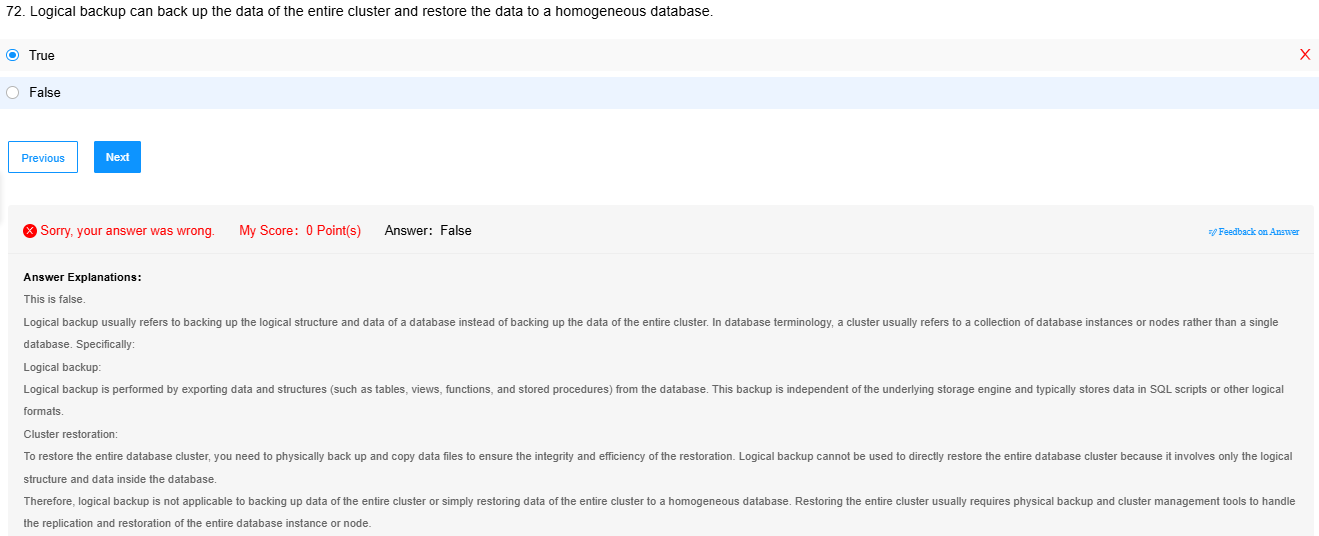 72. Logical backup can back up the data of the entire cluster and restore the data to a homogeneous database.
True
X
False
Previous
Next
Sorry, your answer was wrong. My Score: 0 Point(s) Answer: False
Feedback on Answer
Answer Explanations:
This is false.
Logical backup usually refers to backing up the logical structure and data of a database instead of backing up the data of the entire cluster. In database terminology, a cluster usually refers to a collection of database instances or nodes rather than a single
database. Specifically:
Logical backup:
Logical backup is performed by exporting data and structures (such as tables, views, functions, and stored procedures) from the database. This backup is independent of the underlying storage engine and typically stores data in SQL scripts or other logical
formats.
Cluster restoration:
To restore the entire database cluster, you need to physically back up and copy data files to ensure the integrity and efficiency of the restoration. Logical backup cannot be used to directly restore the entire database cluster because it involves only the logical
structure and data inside the database.
Therefore, logical backup is not applicable to backing up data of the entire cluster or simply restoring data of the entire cluster to a homogeneous database. Restoring the entire cluster usually requires physical backup and cluster management tools to handle
the replication and restoration of the entire database instance or node.